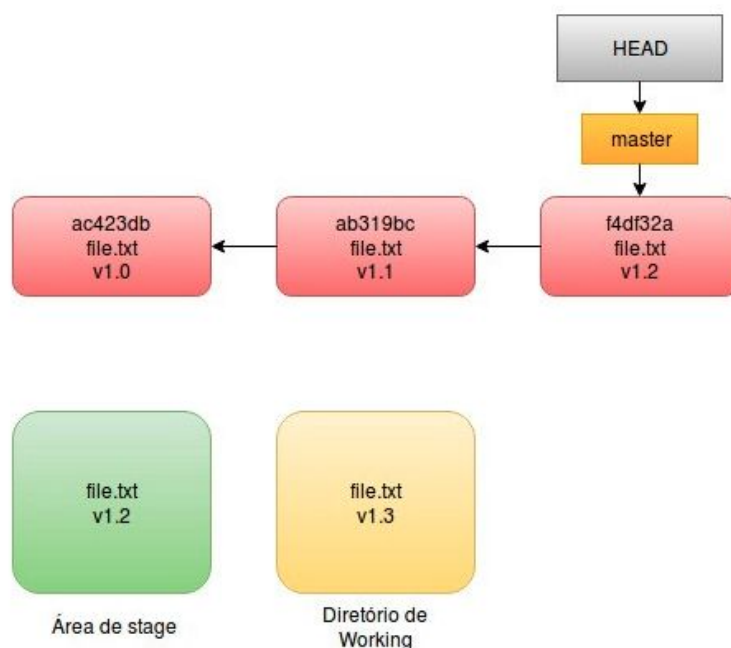 HEAD
master
ac423db
file.txt
v1.0
ab319bc
file.txt
v1.1
f4df32a
file.txt
v1.2
file.txt
v1.2
file.txt
v1.3
Área de stage
Diretório de
Working